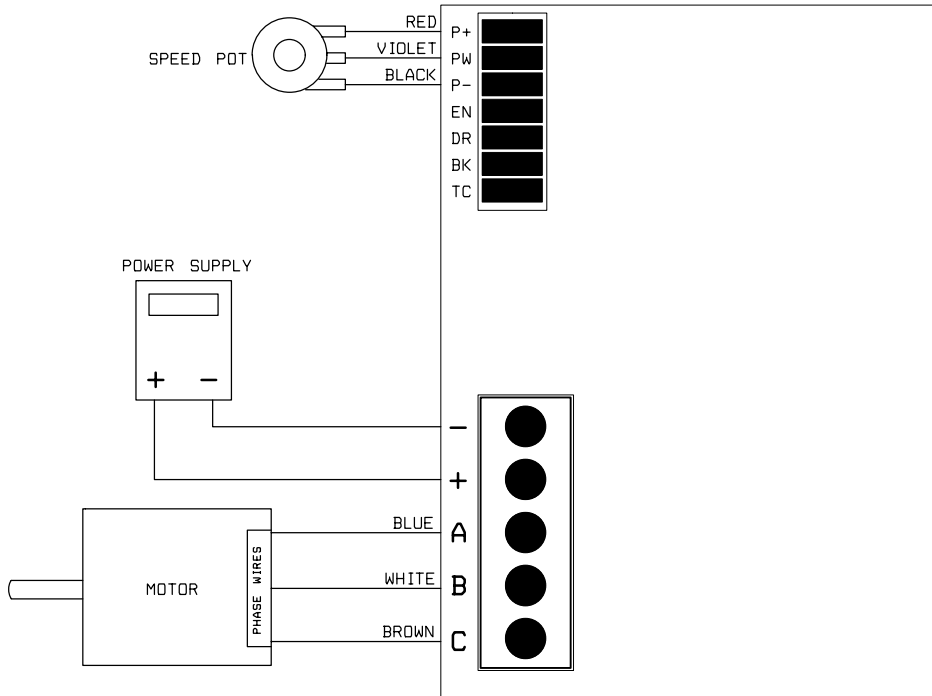 RED P+
SPEED POT VIOLET PW
BLACK P-
EN
DR
BK
TC
POWER SUPPLY
+ -
-
+
BLUE A
MOTOR PHASE WIRES WHITE B
BROWN C